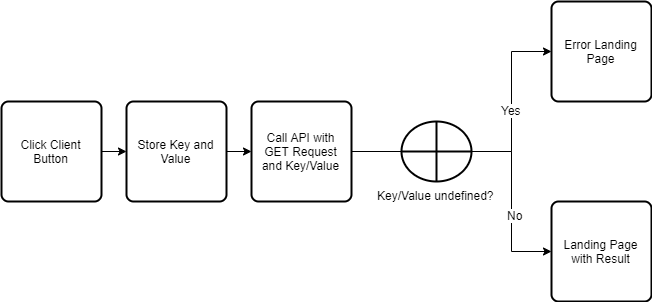 Click Client
Button
Store Key and
Value
Call API with
GET Request
and Key/Value
Key/Value undefined?
Yes
Error Landing
Page
No
Landing Page
with Result